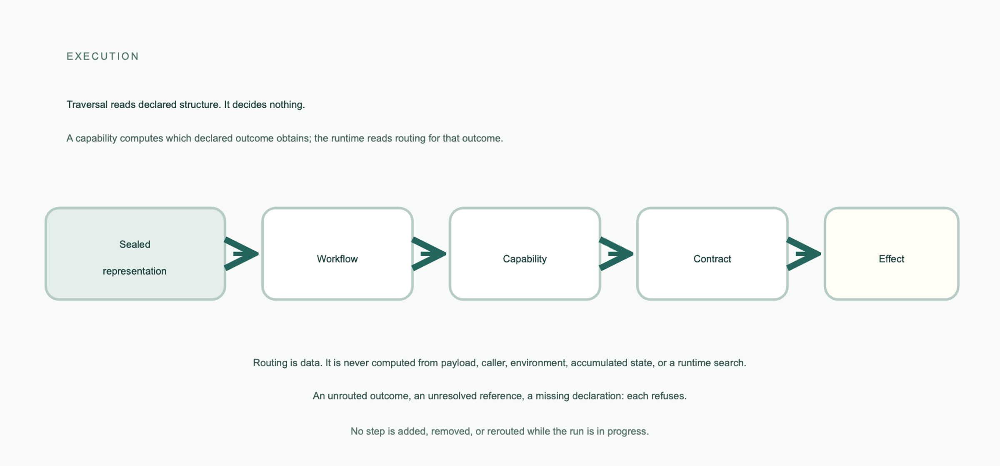 EXECUTION
Traversal reads declared structure. It decides nothing.
A capability computes which declared outcome obtains; the runtime reads routing for that outcome.
Sealed
representation
Workflow
Capability
Contract
Effect
Routing is data. It is never computed from payload, caller, environment, accumulated state, or a runtime search.
An unrouted outcome, an unresolved reference, a missing declaration: each refuses.
No step is added, removed, or rerouted while the run is in progress.